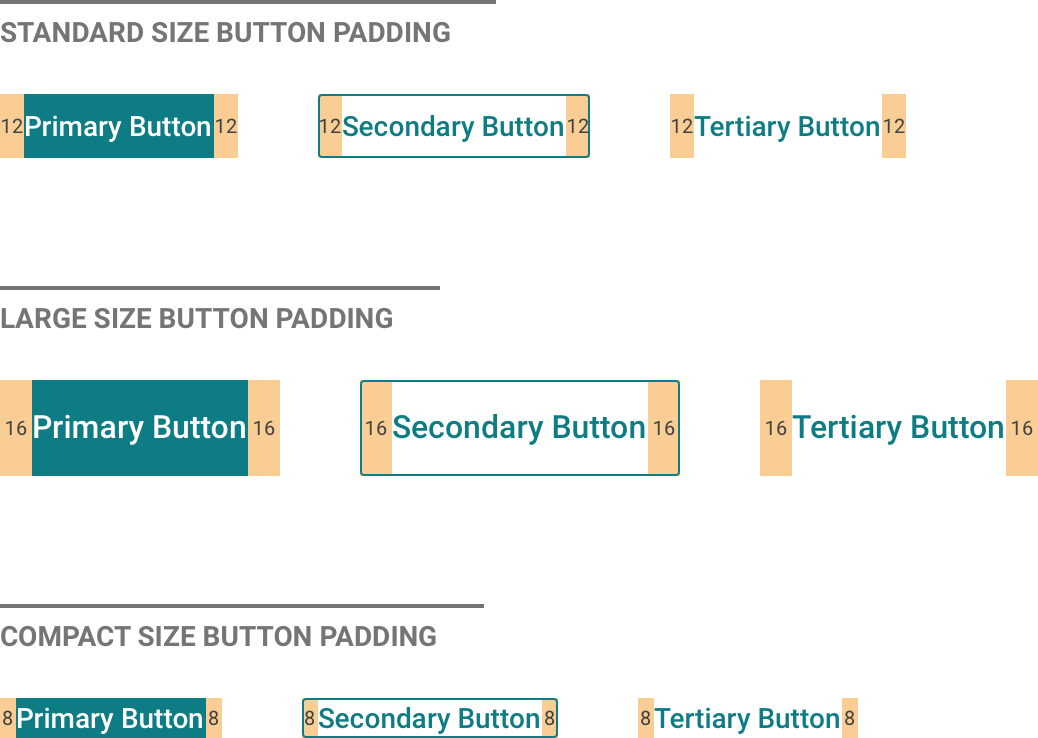 STANDARD SIZE BUTTON PADDING
12 Primary Button 12 12 Secondary Button 12 12 Tertiary Button 12
LARGE SIZE BUTTON PADDING
16 Primary Button 16 16 Secondary Button 16 16 Tertiary Button 16
COMPACT SIZE BUTTON PADDING
8 Primary Button 8 8 Secondary Button 8 8 Tertiary Button 8